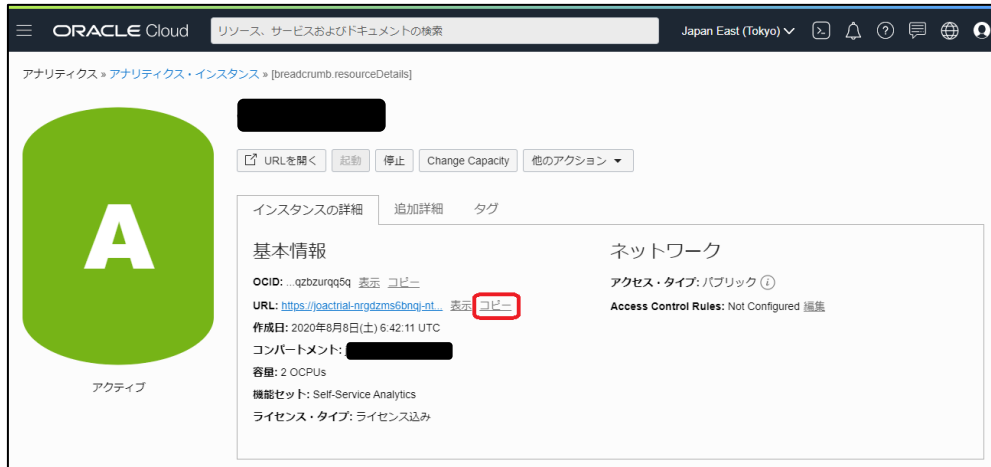 ORACLE Cloud リソース、サービスおよびドキュメントの検索 Japan East (Tokyo)
アナリティクス » アナリティクス・インスタンス » [breadcrumb.resourceDetails]
URLを開く 起動 停止 Change Capacity 他のアクション
A
アクティブ
インスタンスの詳細 追加詳細 タグ
基本情報
OCID: ...qzbzurqq5q 表示 コピー
URL: https://joactrial-nrgdzms6bnqj-nt... 表示 コピー
作成日: 2020年8月8日(土) 6:42:11 UTC
コンパートメント:
容量: 2 OCPUs
機能セット: Self-Service Analytics
ライセンス・タイプ: ライセンス込み
ネットワーク
アクセス・タイプ: パブリック
Access Control Rules: Not Configured 編集